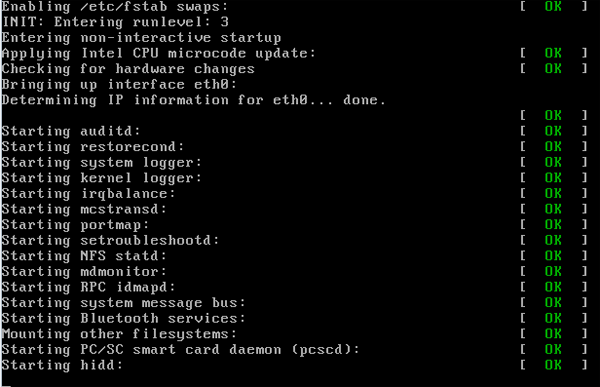 Enabling /etc/fstab swaps: [ OK ]
INIT: Entering runlevel: 3
Entering non-interactive startup
Applying Intel CPU microcode update: [ OK ]
Checking for hardware changes [ OK ]
Bringing up interface eth0:
Determining IP information for eth0... done.
[ OK ]
Starting auditd: [ OK ]
Starting restorecond: [ OK ]
Starting system logger: [ OK ]
Starting kernel logger: [ OK ]
Starting irqbalance: [ OK ]
Starting mcstransd: [ OK ]
Starting portmap: [ OK ]
Starting setroubleshootd: [ OK ]
Starting NFS statd: [ OK ]
Starting mdmonitor: [ OK ]
Starting RPC idmapd: [ OK ]
Starting system message bus: [ OK ]
Starting Bluetooth services: [ OK ]
Mounting other filesystems: [ OK ]
Starting PC/SC smart card daemon (pcscd): [ OK ]
Starting hidd: [ OK ]